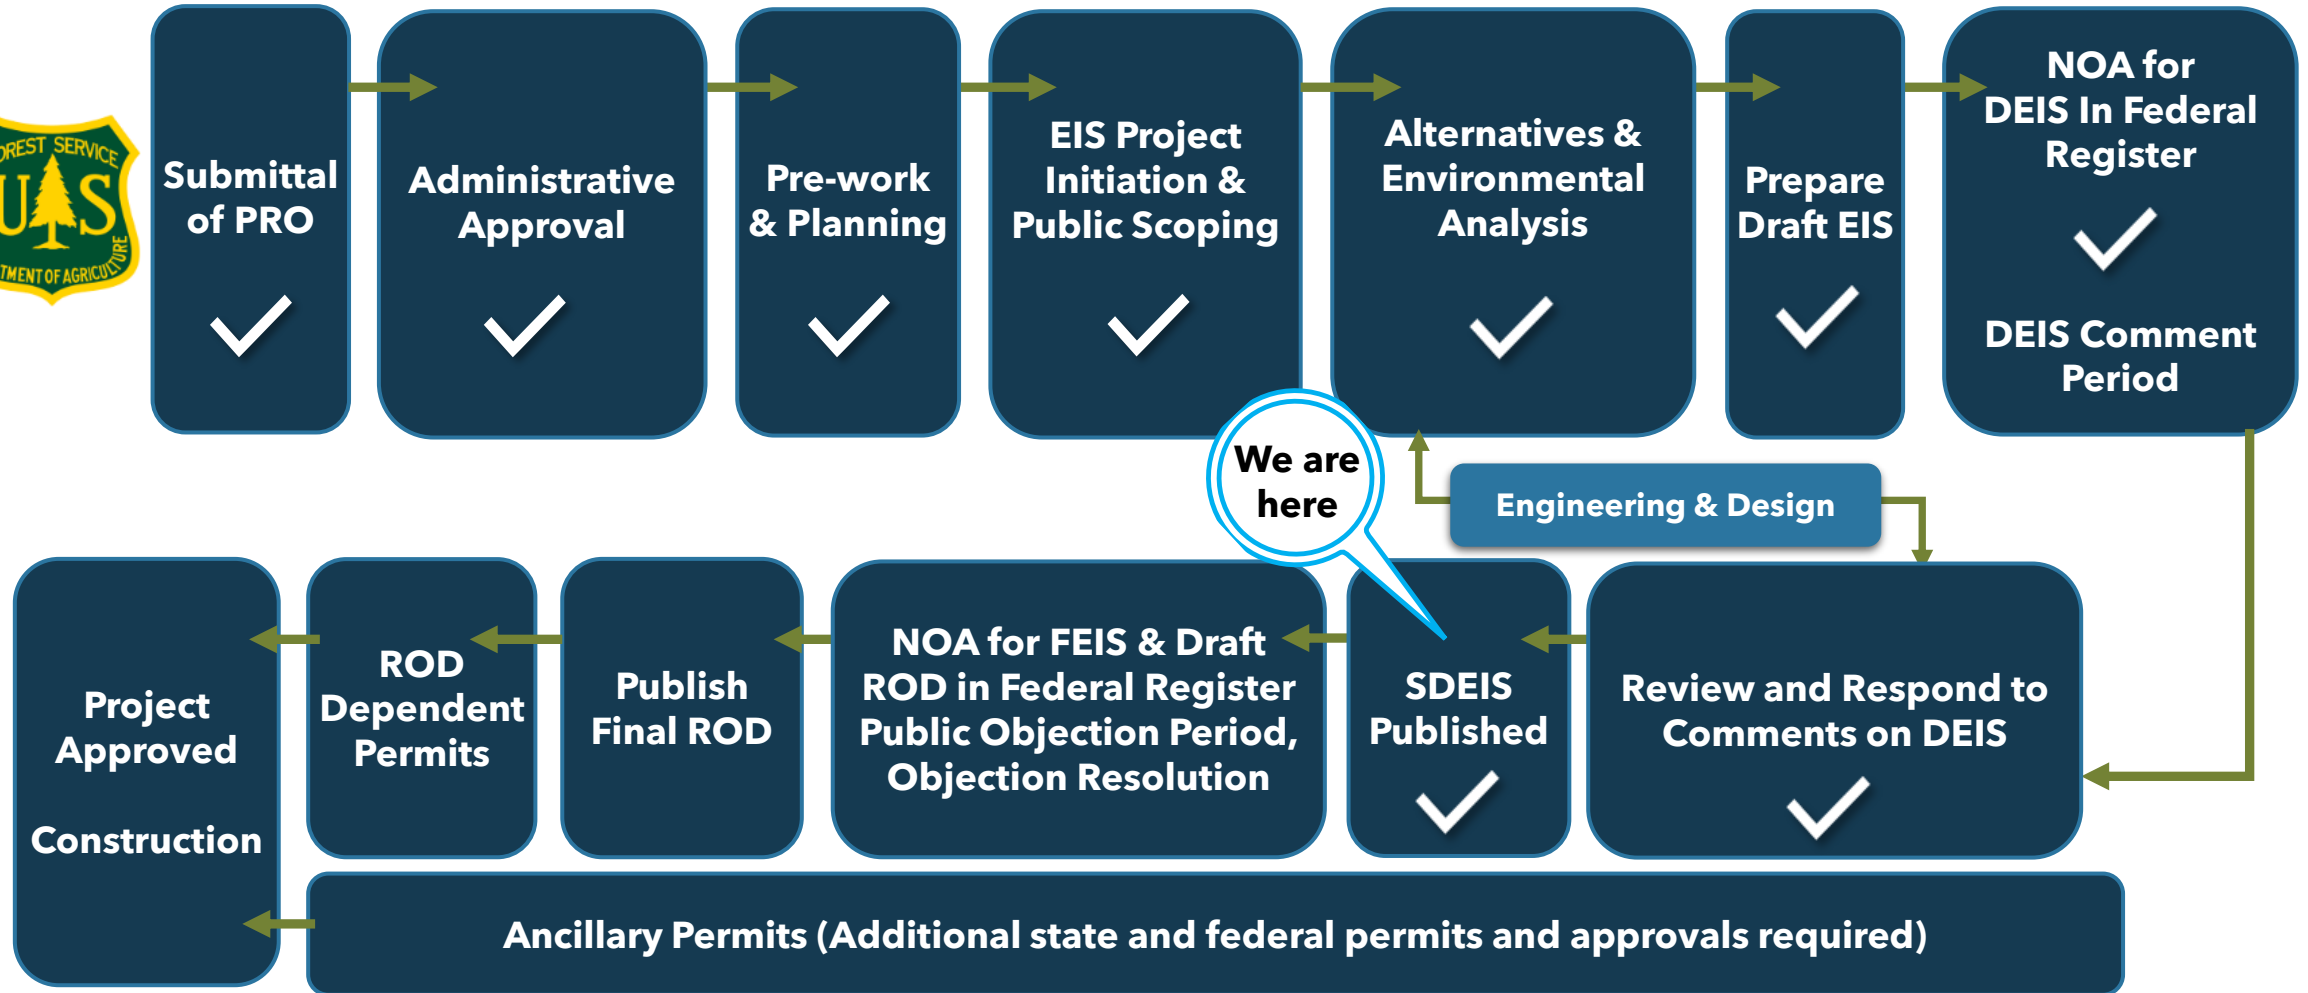 FOREST SERVICE
US
DEPARTMENT OF AGRICULTURE
Submittal
of PRO
Administrative
Approval
Pre-work
& Planning
EIS Project
Initiation &
Public Scoping
Alternatives &
Environmental
Analysis
Prepare
Draft EIS
NOA for
DEIS In Federal
Register
DEIS Comment
Period
We are
here
Engineering & Design
Review and Respond to
Comments on DEIS
SDEIS
Published
NOA for FEIS & Draft
ROD in Federal Register
Public Objection Period,
Objection Resolution
Publish
Final ROD
ROD
Dependent
Permits
Project
Approved
Construction
Ancillary Permits (Additional state and federal permits and approvals required)